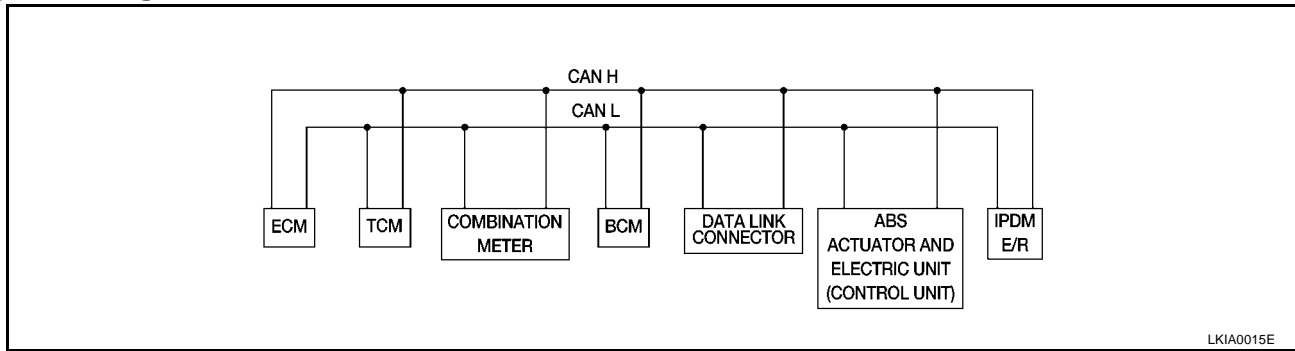 CAN H
CAN L
ECM
TCM
COMBINATION
METER
BCM
DATA LINK
CONNECTOR
ABS
ACTUATOR AND
ELECTRIC UNIT
(CONTROL UNIT)
IPDM
E/R
LKIA0015E